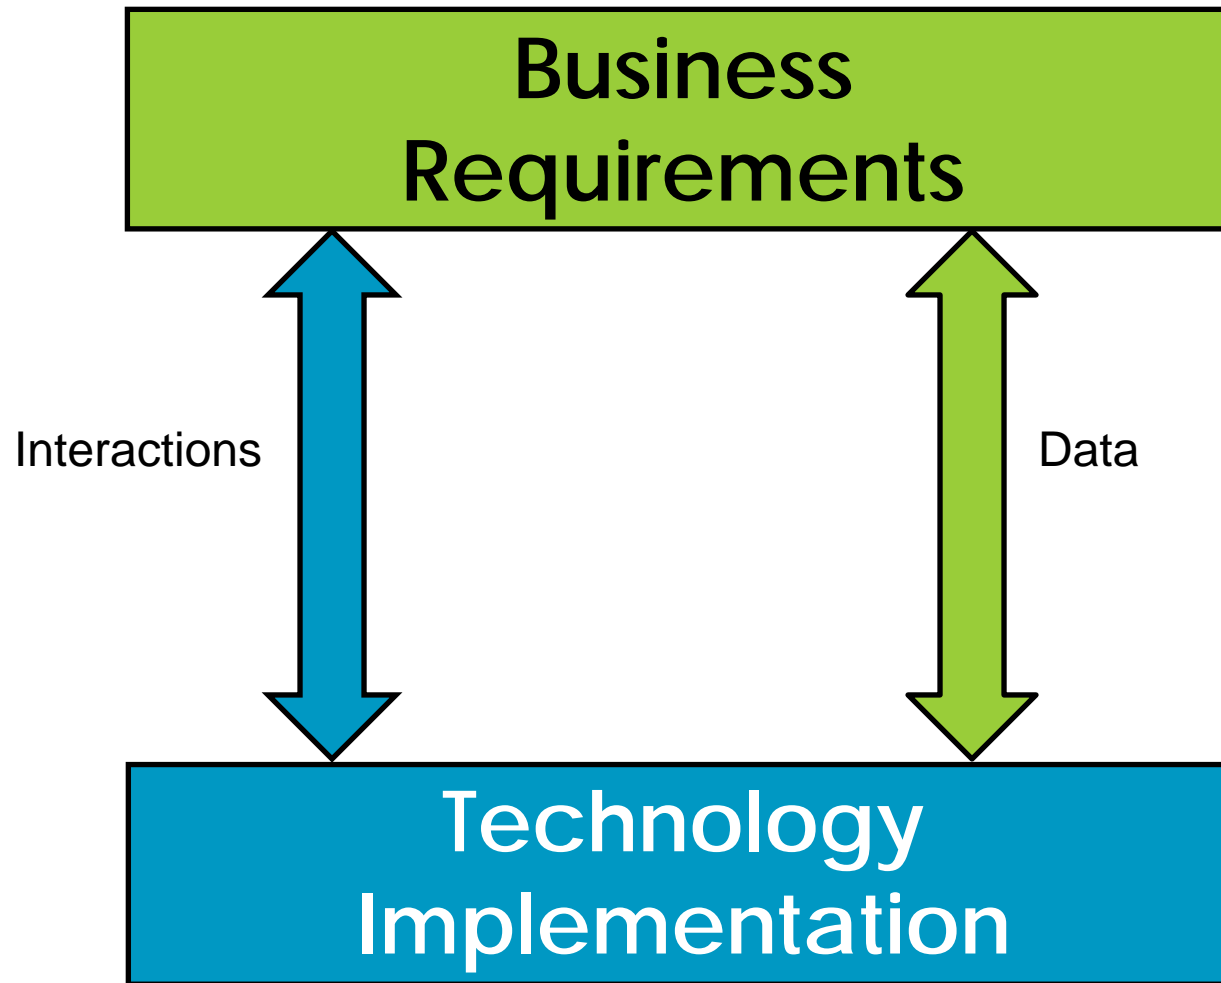 Business
Requirements
Interactions
Data
Technology
Implementation